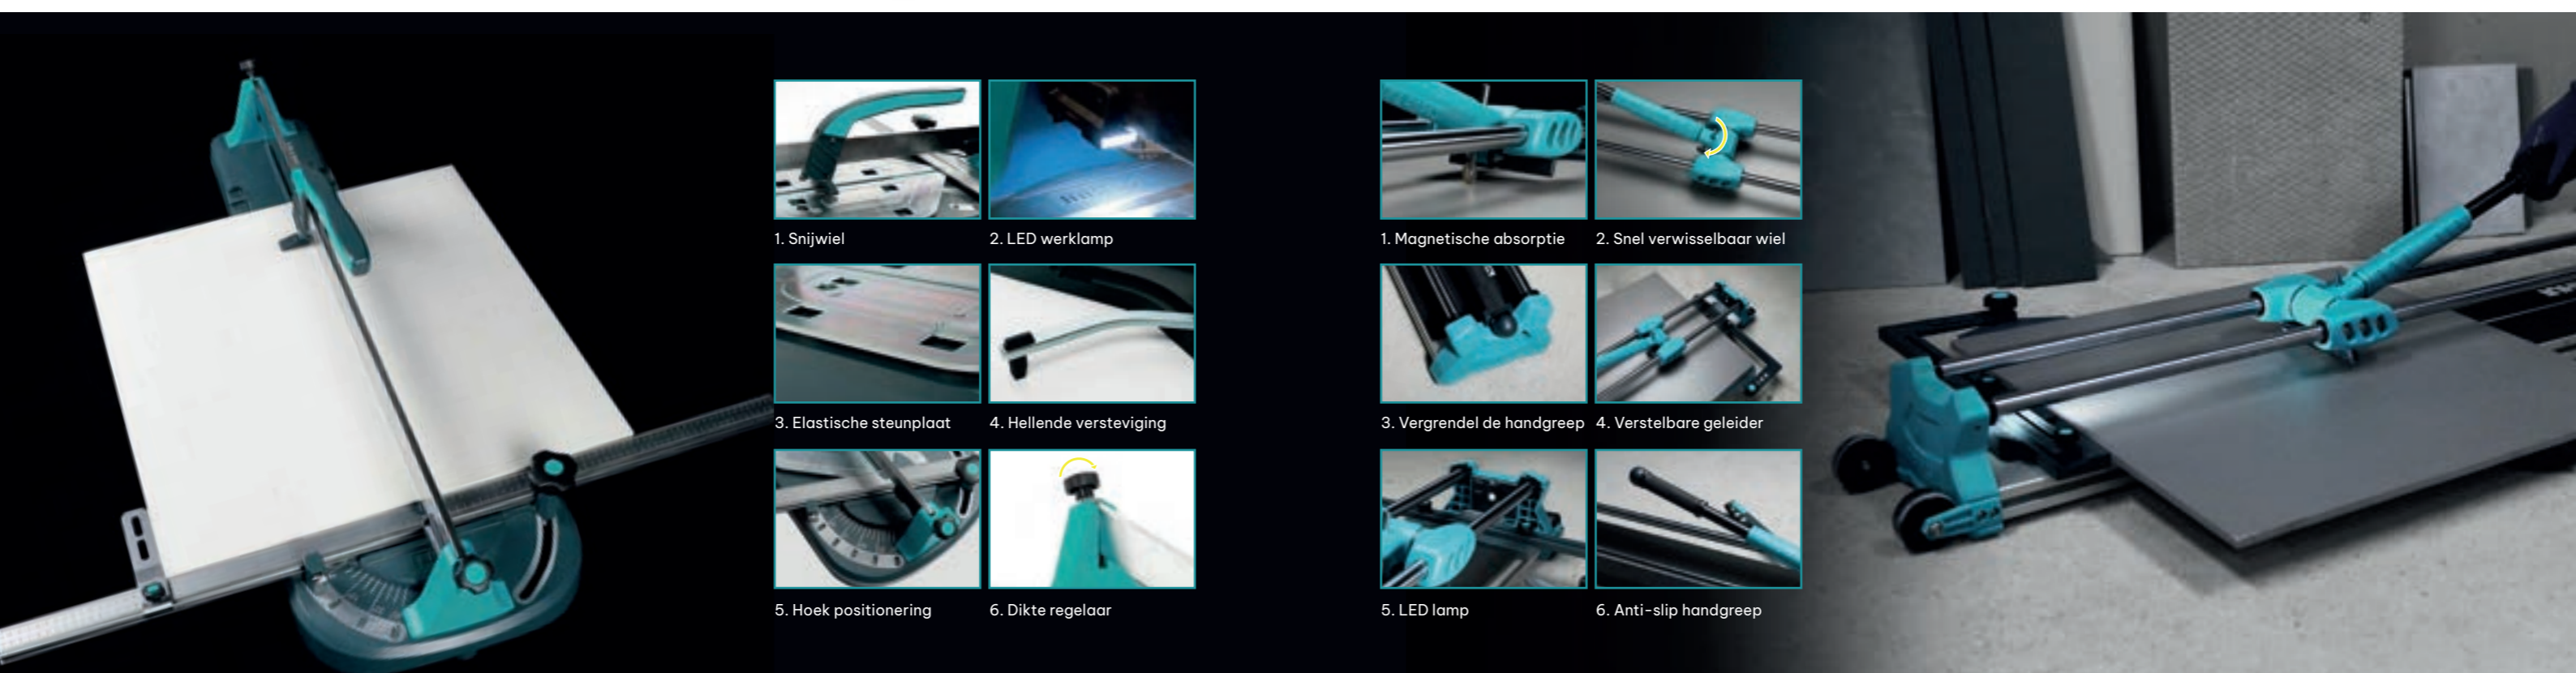 1. Snijwiel
2. LED werklamp
3. Elastische steunplaat
4. Hellende versteviging
5. Hoek positionering
6. Dikte regelaar
1. Magnetische absorptie
2. Snel verwisselbaar wiel
3. Vergrendel de handgreep
4. Verstelbare geleider
5. LED lamp
6. Anti-slip handgreep